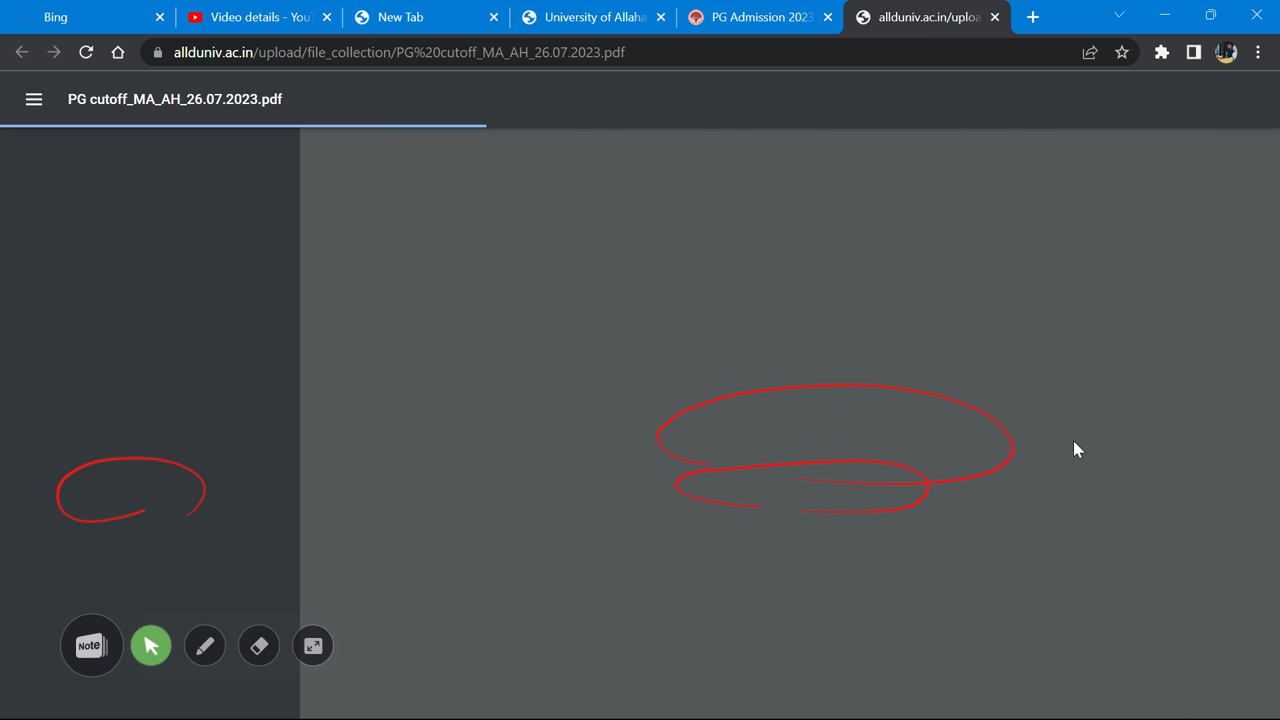 Bing
Video details - You
New Tab
University of Allaha
PG Admission 2023
allduniv.ac.in/uploa
allduniv.ac.in/upload/file_collection/PG%20cutoff_MA_AH_26.07.2023.pdf
PG cutoff_MA_AH_26.07.2023.pdf
Note